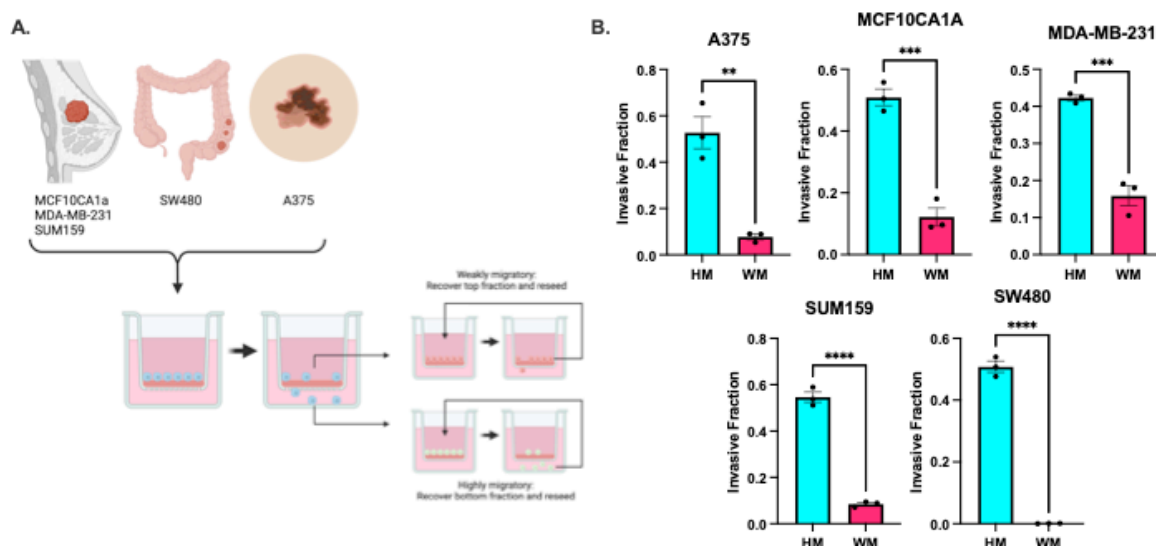 A.
MCF10CA1a
MDA-MB-231
SUM159
SW480
A375
Weakly migratory:
Recover top fraction and reseed
Highly migratory:
Recover bottom fraction and reseed
B.
A375
**
Invasive Fraction
0.8
0.6
0.4
0.2
0.0
HM
WM
MCF10CA1A
***
Invasive Fraction
0.6
0.4
0.2
0.0
HM
WM
MDA-MB-231
***
Invasive Fraction
0.5
0.4
0.3
0.2
0.1
0.0
HM
WM
SUM159
****
Invasive Fraction
0.8
0.6
0.4
0.2
0.0
HM
WM
SW480
****
Invasive Fraction
0.6
0.4
0.2
0.0
HM
WM